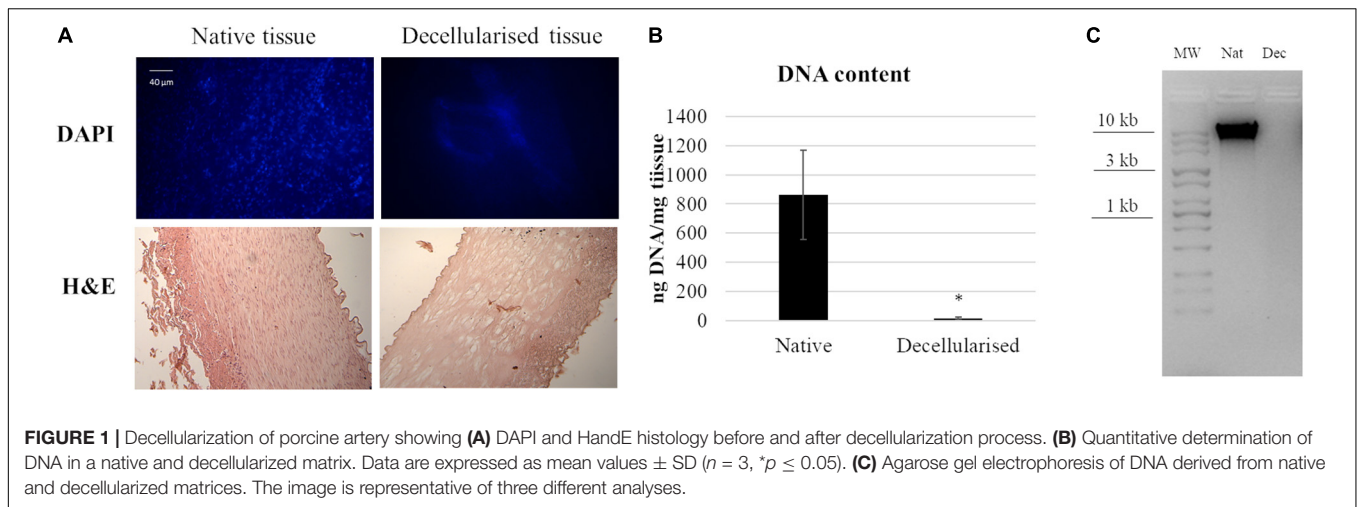 A
Native tissue
Decellularised tissue
40 µm
DAPI
H&E
B
DNA content
ng DNA/mg tiissue
1400
1200
1000
800
600
400
200
0
*
Native
Decellularised
C
MW Nat Dec
10 kb
3 kb
1 kb
FIGURE 1 | Decellularization of porcine artery showing (A) DAPI and HandE histology before and after decellularization process. (B) Quantitative determination of
DNA in a native and decellularized matrix. Data are expressed as mean values ± SD (n = 3, *p ≤ 0.05). (C) Agarose gel electrophoresis of DNA derived from native
and decellularized matrices. The image is representative of three different analyses.